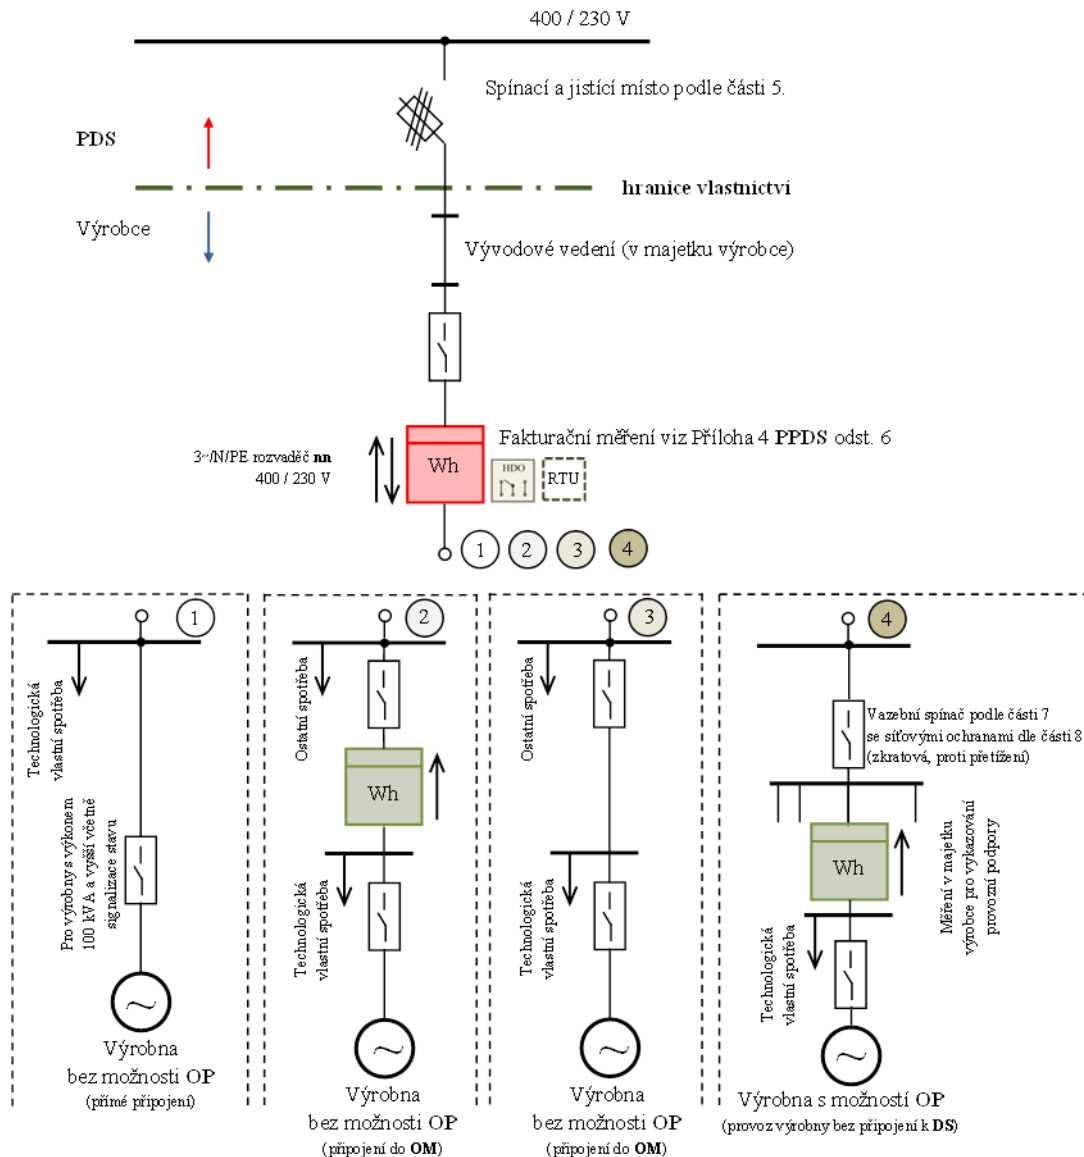 400 / 230 V
Spínací a jistící místo podle části 5.
PDS
hranice vlastnictví
Výrobce
Vývodové vedení (v majetku výrobce)
Fakturační měření viz Příloha 4 PPDS odst. 6
3~/N/PE rozvaděč nn
400 / 230 V
Wh
HDO
RTU
1
2
3
4
1
Technologická
vlastní spotřeba
Pro výrobny s výkonem
100 kVA a vyšší včetně
signalizace stavu
Výrobna
bez možnosti OP
(přímé připojení)
2
Ostatní spotřeba
Wh
Technologická
vlastní spotřeba
Výrobna
bez možnosti OP
(připojení do OM)
3
Ostatní spotřeba
Technologická
vlastní spotřeba
Výrobna
bez možnosti OP
(připojení do OM)
4
Vazební spínač podle části 7
se síťovými ochranami dle části 8
(zkratová, proti přetížení)
Wh
Měření v majetku
výrobce pro vykazování
provozní podpory
Technologická
vlastní spotřeba
Výrobna s možností OP
(provoz výrobny bez připojení k DS)